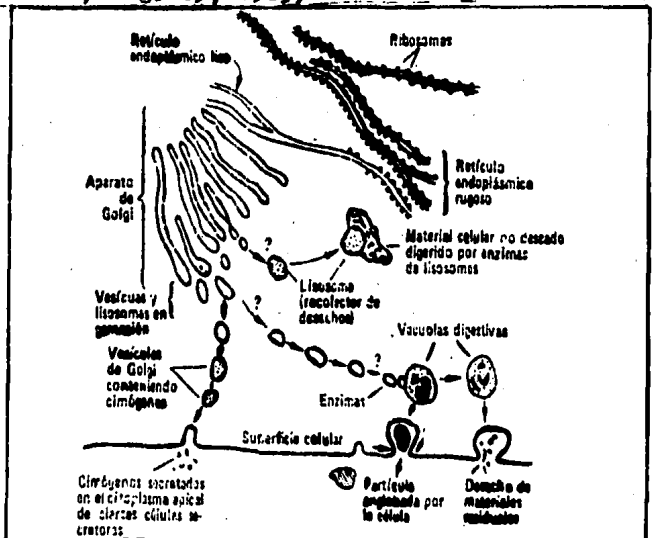 Retículo
endoplásmico liso
Ribosomas
Retículo
endoplásmico
rugoso
Aparato
de
Golgi
?
Material celular no deseado
digerido por enzimas
de lisosomas
Lisosoma
(recolector de
desechos)
Vesículas y
lisosomas en
formación
?
Vacuolas digestivas
Vesículas
de Golgi
conteniendo
cimógenos
?
Enzimas
Superficie celular
Cimógenos secretados
en el citoplasma apical
de ciertas células se-
cretoras
Partícula
englobada por
la célula
Desecho de
materiales
residuales